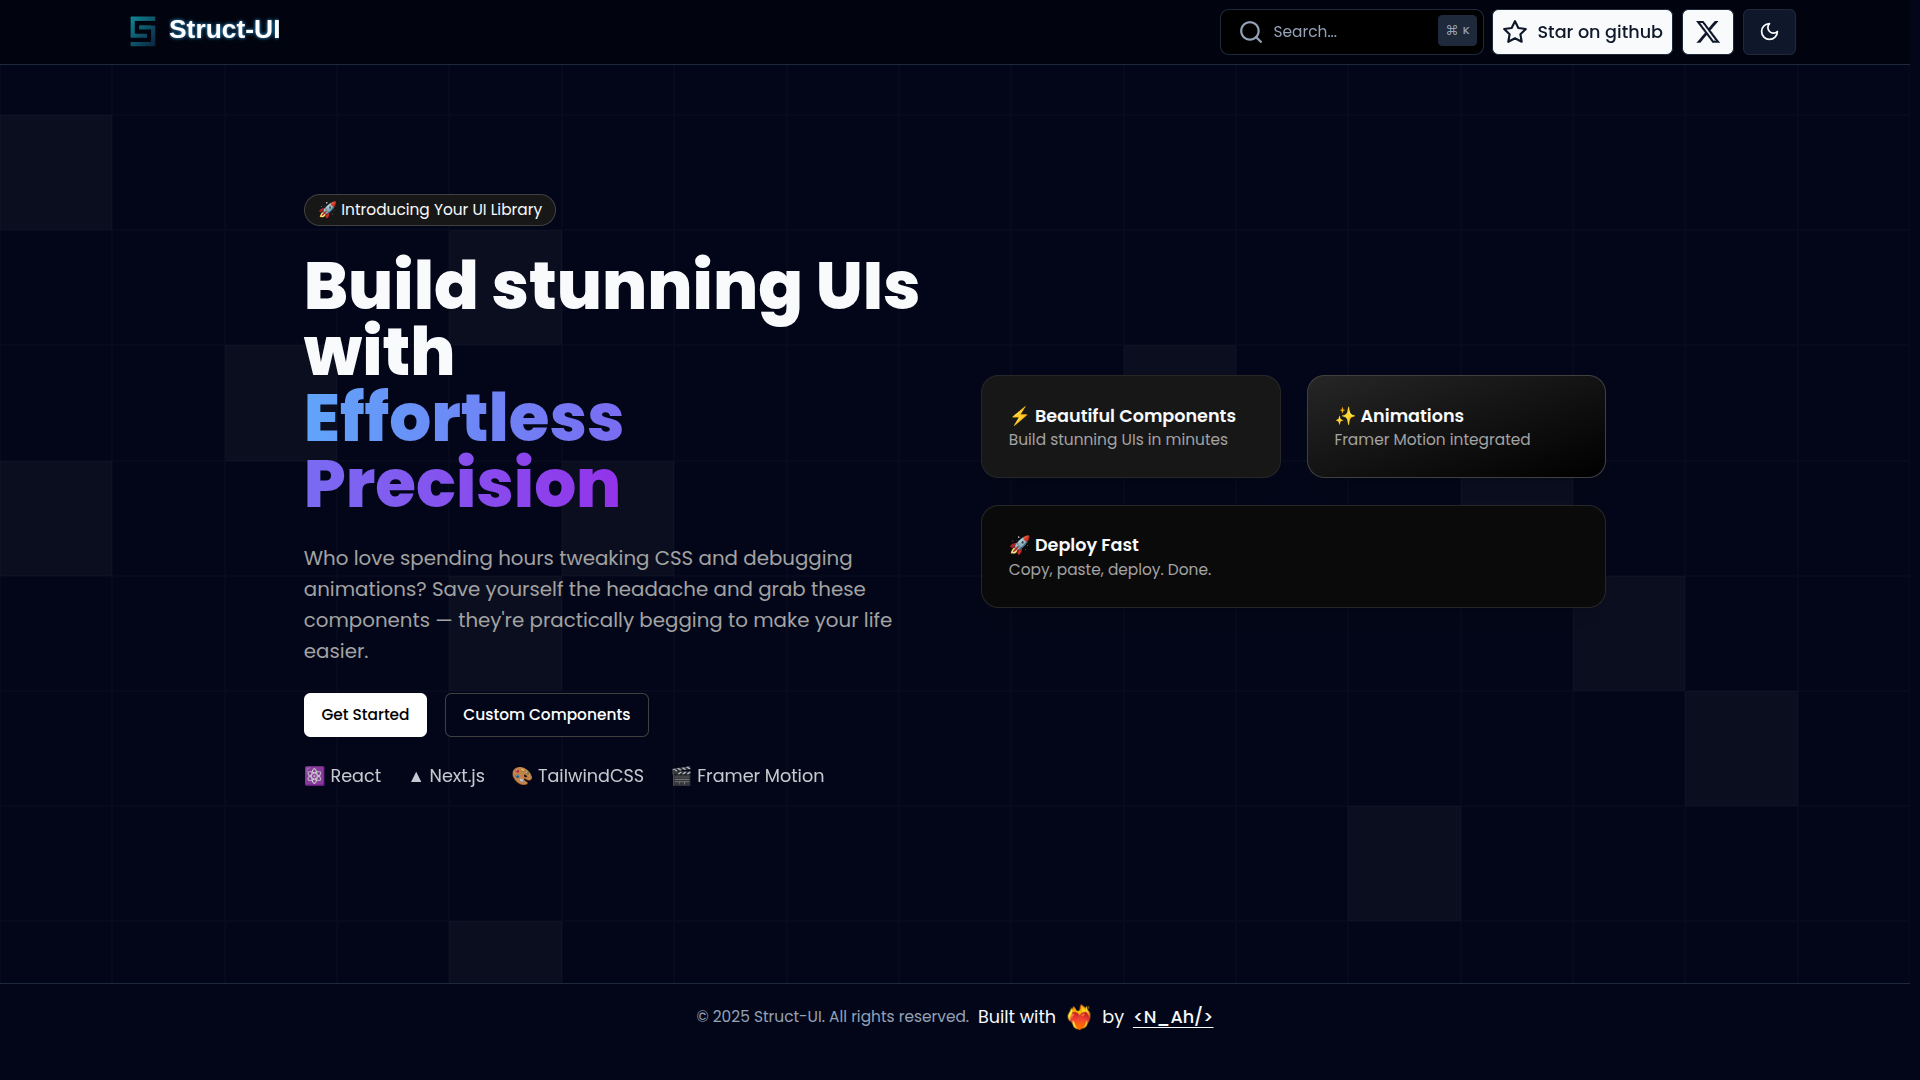 Struct-UI
Search...
⌘ K
Star on github
🚀 Introducing Your UI Library
Build stunning UIs
with
Effortless
Precision
Who love spending hours tweaking CSS and debugging
animations? Save yourself the headache and grab these
components — they're practically begging to make your life
easier.
Get Started
Custom Components
⚛️ React
▲ Next.js
🎨 TailwindCSS
🎬 Framer Motion
⚡ Beautiful Components
Build stunning UIs in minutes
✨ Animations
Framer Motion integrated
🚀 Deploy Fast
Copy, paste, deploy. Done.
© 2025 Struct-UI. All rights reserved. Built with ❤️‍🔥 by <N_Ah/>